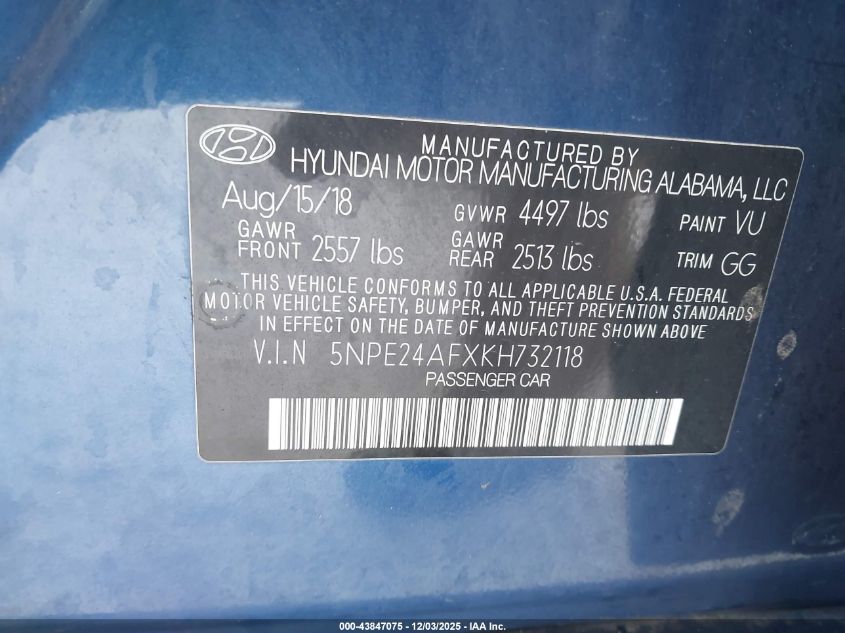 MANUFACTURED BY
HYUNDAI MOTOR MANUFACTURING ALABAMA, LLC
Aug/15/18 GVWR 4497 lbs PAINT VU
GAWR FRONT 2557 lbs GAWR REAR 2513 lbs TRIM GG
THIS VEHICLE CONFORMS TO ALL APPLICABLE U.S.A. FEDERAL
MOTOR VEHICLE SAFETY, BUMPER, AND THEFT PREVENTION STANDARDS
IN EFFECT ON THE DATE OF MANUFACTURE SHOWN ABOVE
V.I.N 5NPE24AFXKH732118
PASSENGER CAR
000-43847075 - 12/03/2025 - IAA Inc.